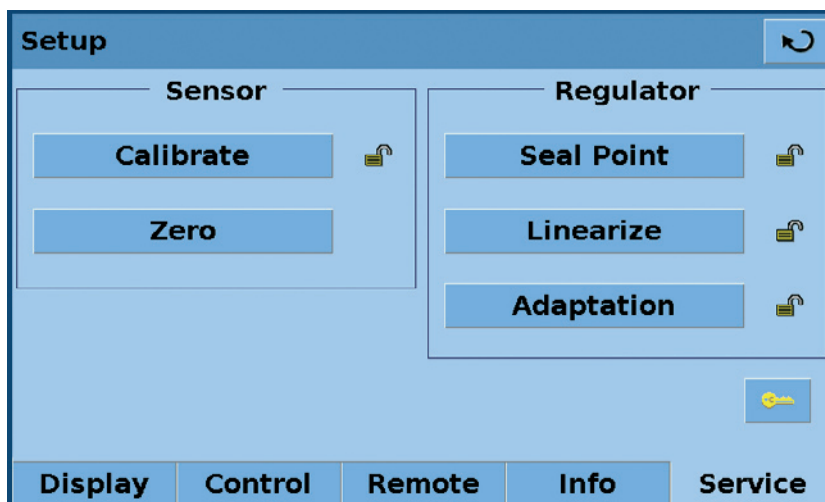 Setup
Sensor
Calibrate
Zero
Regulator
Seal Point
Linearize
Adaptation
Display Control Remote Info Service